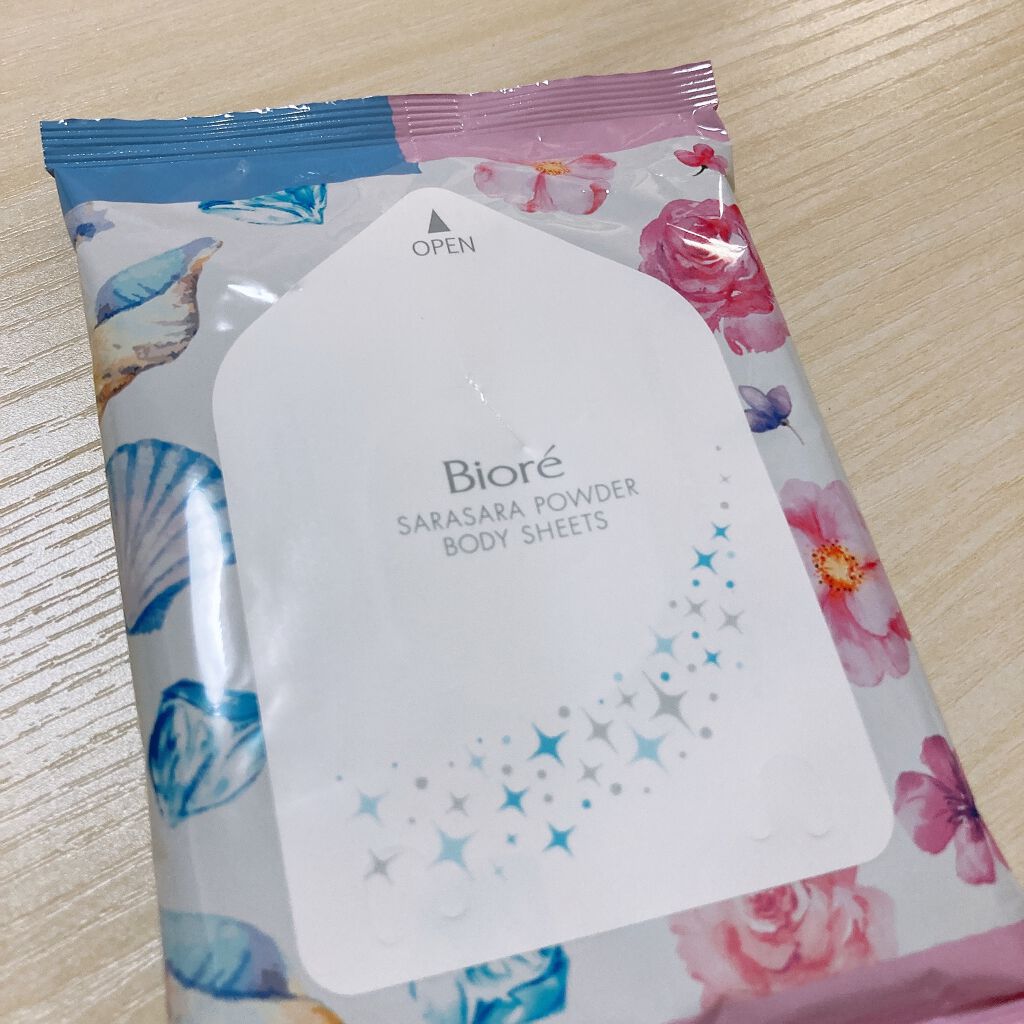 OPEN
Bioré
SARASARA POWDER
BODY SHEETS